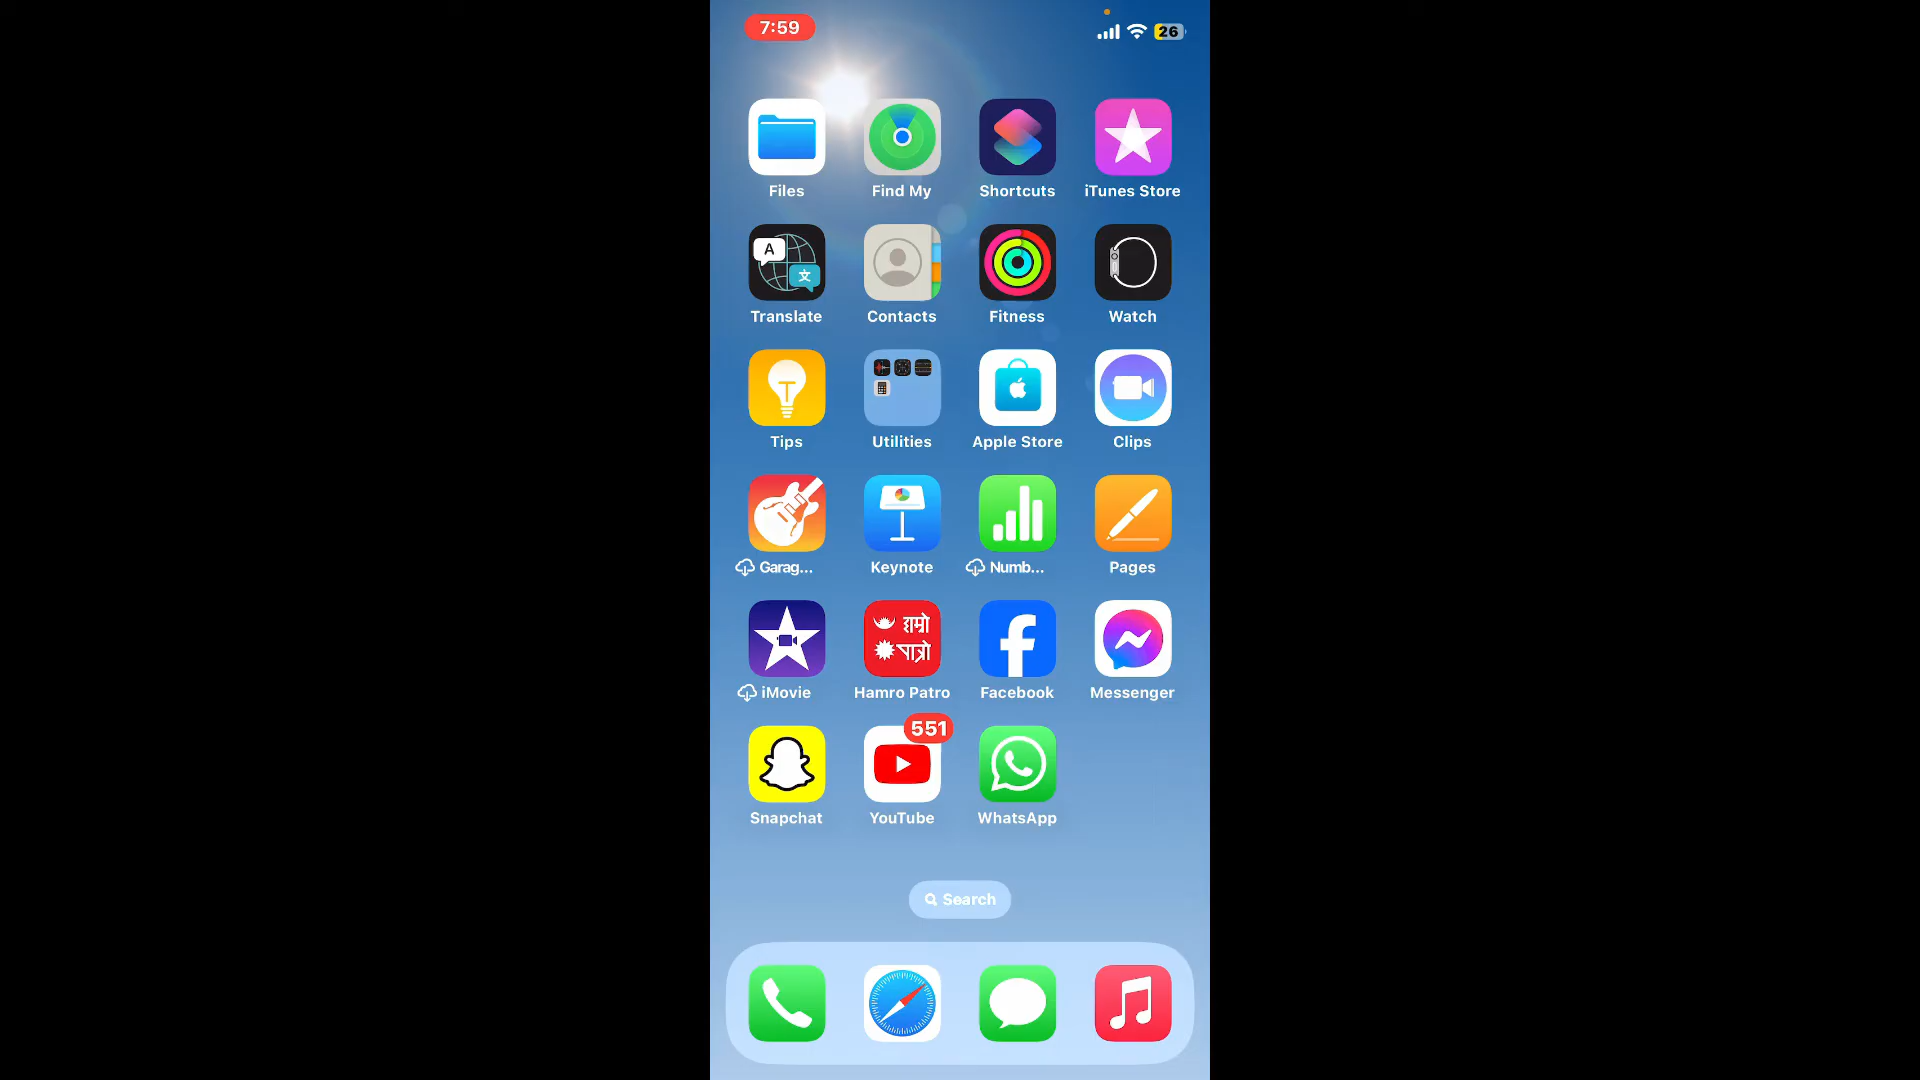 7:59
26
Files
Find My
Shortcuts
iTunes Store
A
文
Translate
Contacts
Fitness
Watch
Tips
Utilities
Apple Store
Clips
Garag...
Keynote
Numb...
Pages
हाम्रो
पात्रो
iMovie
Hamro Patro
Facebook
Messenger
551
Snapchat
YouTube
WhatsApp
Search